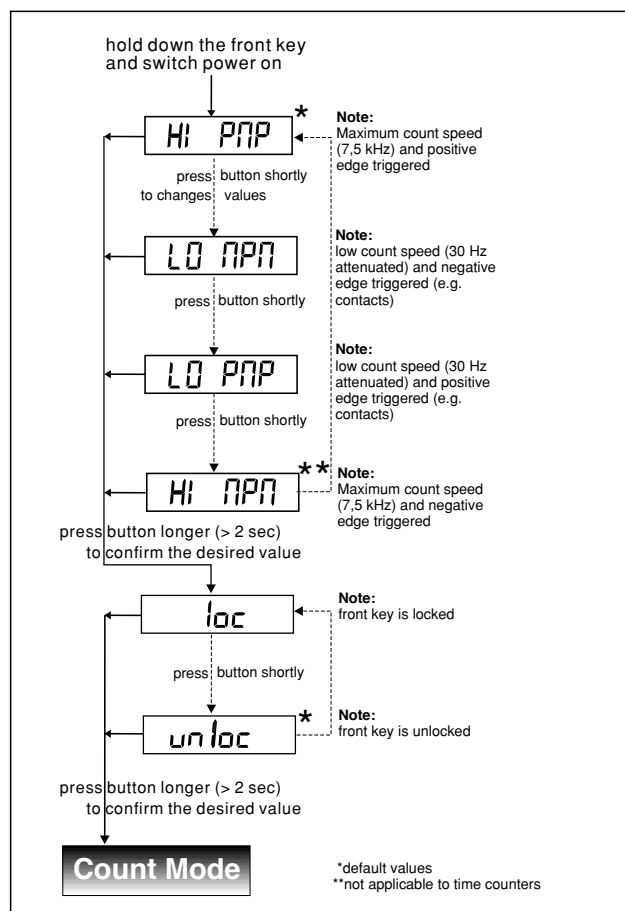 hold down the front key
and switch power on
HI PNP *
Note:
Maximum count speed
(7,5 kHz) and positive
edge triggered
press button shortly
to changes values
LO NPN
Note:
low count speed (30 Hz
attenuated) and negative
edge triggered (e.g.
contacts)
press button shortly
LO PNP
Note:
low count speed (30 Hz
attenuated) and positive
edge triggered (e.g.
contacts)
press button shortly
HI NPN **
Note:
Maximum count speed
(7,5 kHz) and negative
edge triggered
press button longer (> 2 sec)
to confirm the desired value
loc
Note:
front key is locked
press button shortly
unloc *
Note:
front key is unlocked
press button longer (> 2 sec)
to confirm the desired value
Count Mode
*default values
**not applicable to time counters